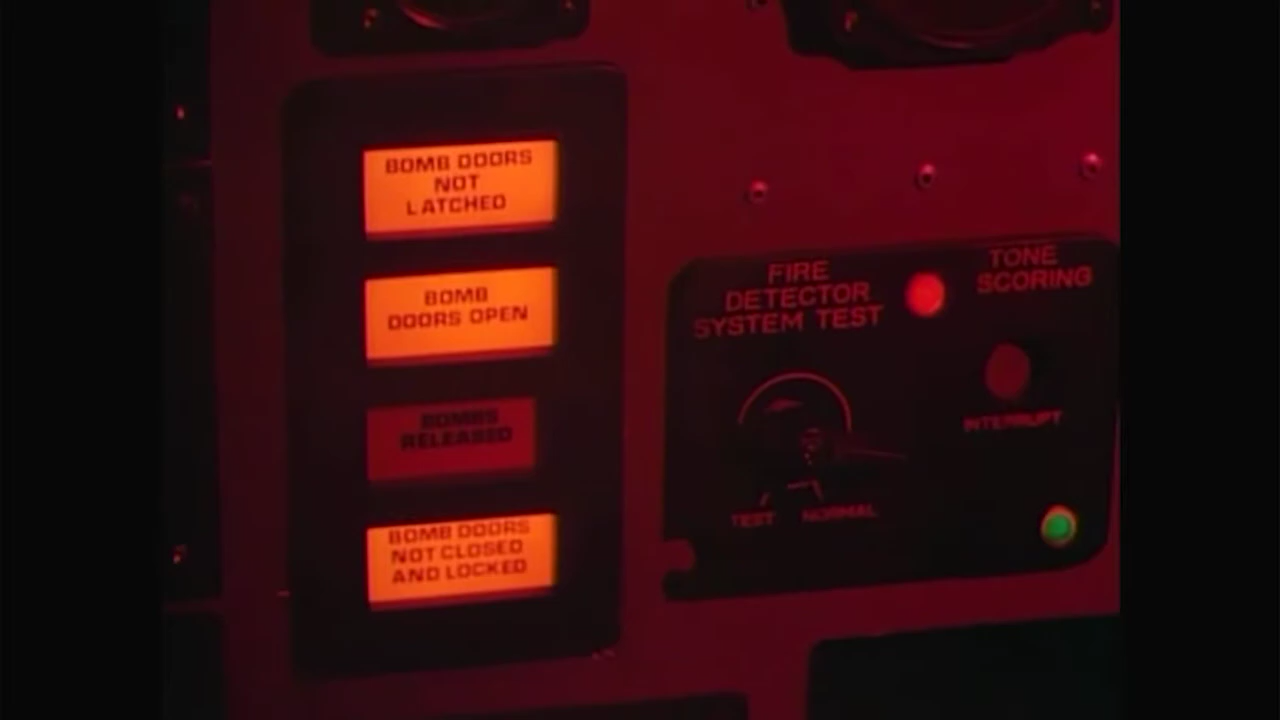 BOMB DOORS
NOT
LATCHED
BOMB
DOORS OPEN
BOMBS
RELEASED
BOMB DOORS
NOT CLOSED
AND LOCKED
FIRE
DETECTOR
SYSTEM TEST
TEST NORMAL
TONE
SCORING
INTERRUPT